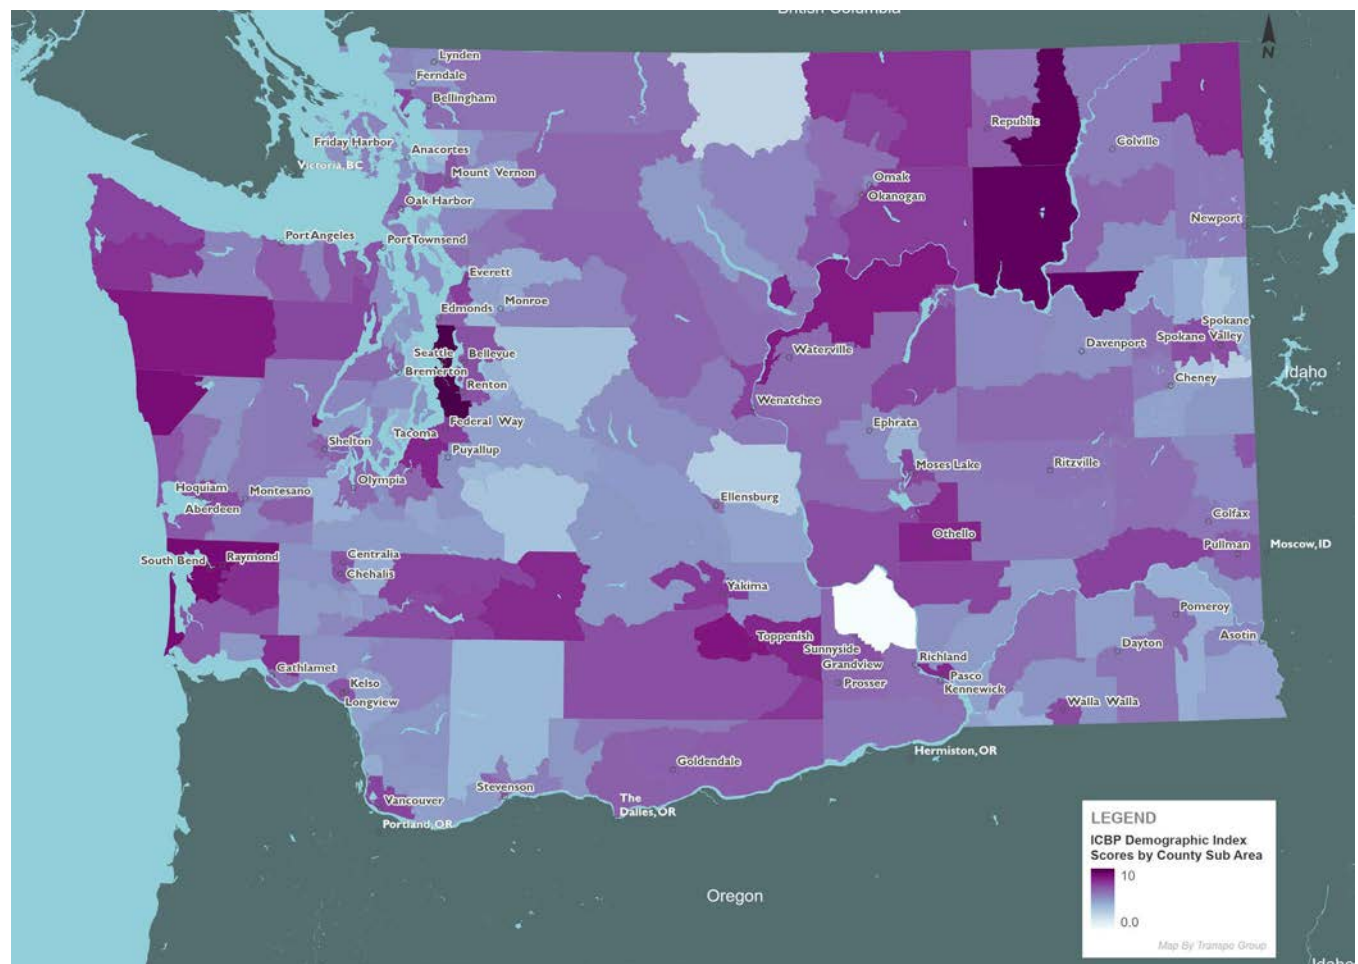 British Columbia
N
Lynden
Ferndale
Bellingham
Republic
Colville
Friday Harbor
Anacortes
Victoria, BC
Mount Vernon
Omak
Okanogan
Oak Harbor
Newport
Port Angeles
Port Townsend
Everett
Edmonds
Monroe
Spokane
Spokane Valley
Seattle
Bellevue
Waterville
Davenport
Bremerton
Renton
Cheney
Idaho
Wenatchee
Federal Way
Ephrata
Tacoma
Shelton
Puyallup
Moses Lake
Ritzville
Olympia
Hoquiam
Montesano
Ellensburg
Aberdeen
Colfax
Othello
Pullman
Moscow, ID
South Bend
Raymond
Centralia
Chehalis
Yakima
Pomeroy
Toppenish
Asotin
Sunnyside
Dayton
Grandview
Richland
Cathlamet
Pasco
Prosser
Kennewick
Kelso
Longview
Walla Walla
Hermiston, OR
Goldendale
Stevenson
Vancouver
The
Dalles, OR
Portland, OR
Oregon
LEGEND
ICBP Demographic Index
Scores by County Sub Area
10
0.0
Map By Transpo Group
Idaho